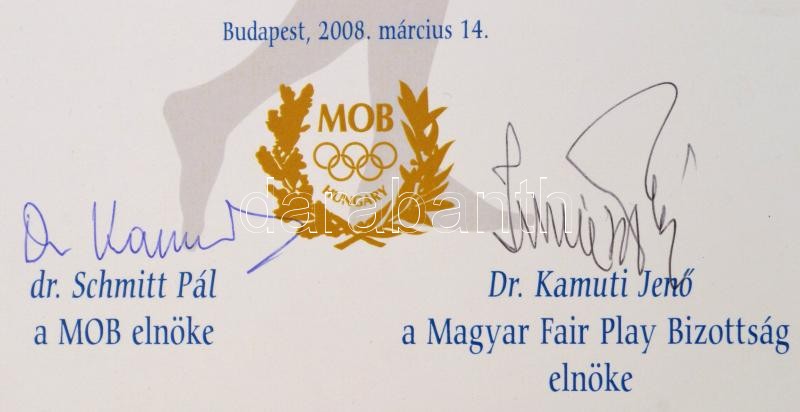 Budapest, 2008. március 14.
MOB
HUNGARY
darabanth
Dr Kamuti
dr. Schmitt Pál
Dr. Kamuti Jenő
a MOB elnöke
a Magyar Fair Play Bizottság
elnöke